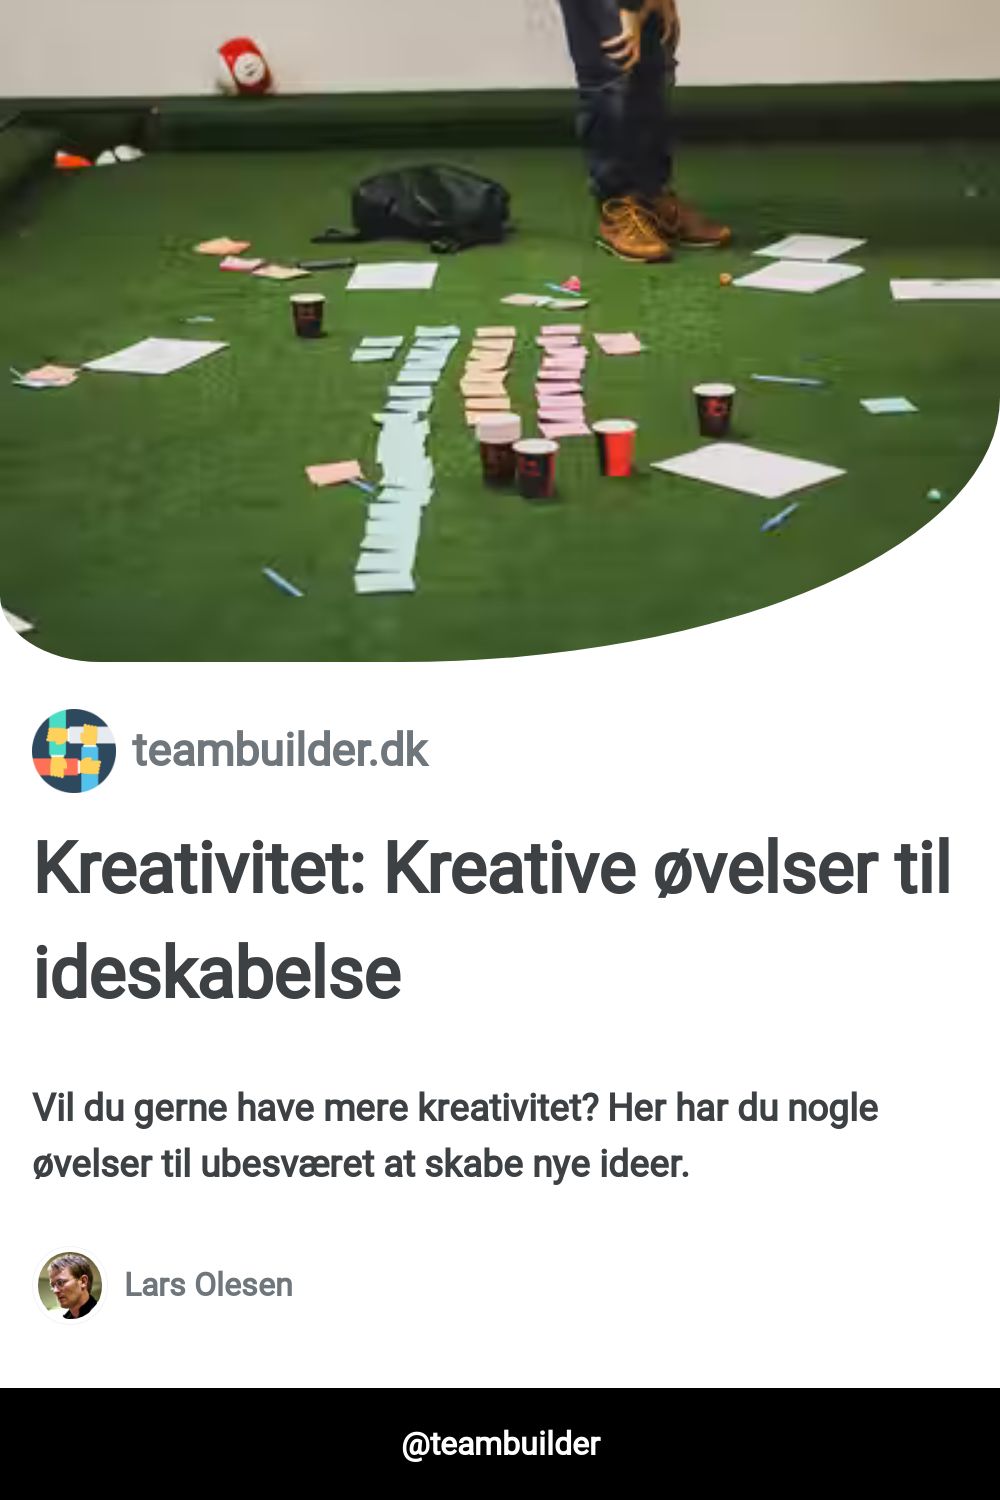 teambuilder.dk
Kreativitet: Kreative øvelser til
ideskabelse
Vil du gerne have mere kreativitet? Her har du nogle
øvelser til ubesværet at skabe nye ideer.
Lars Olesen
@teambuilder